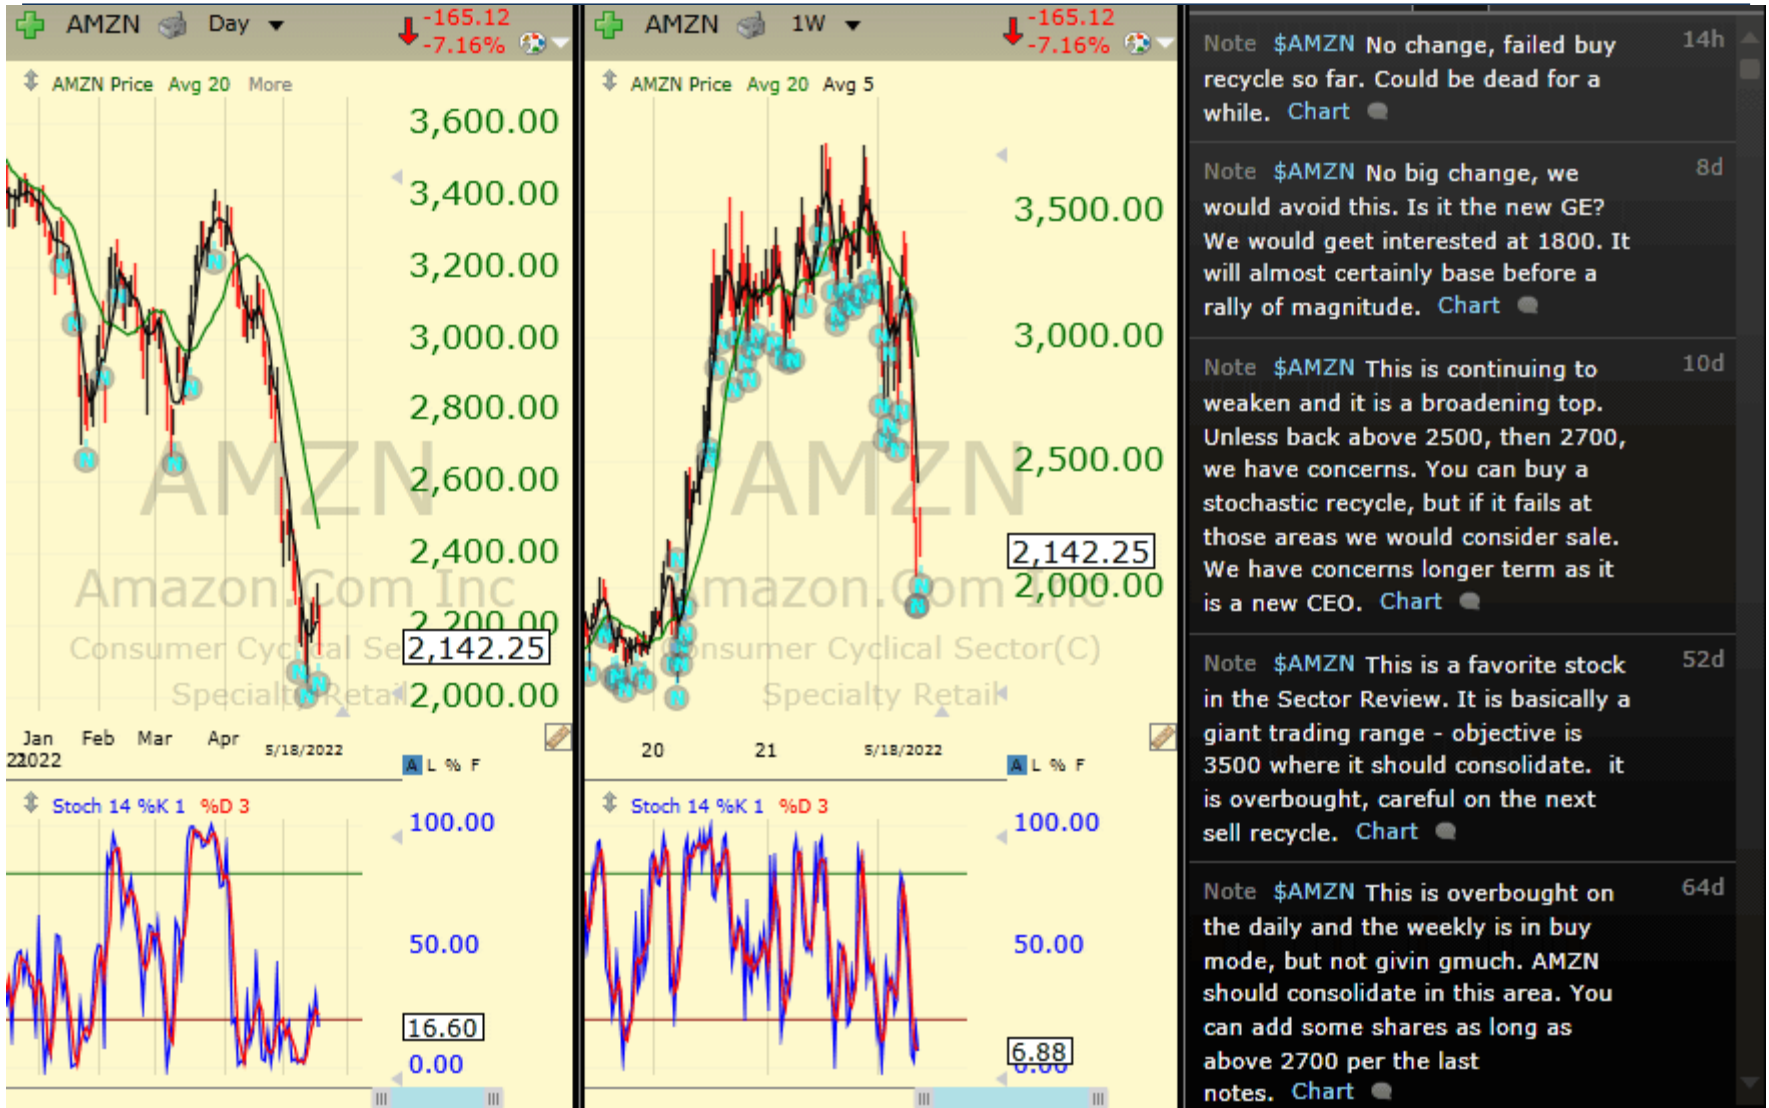 AMZN Day
-165.12
-7.16%
AMZN Price Avg 20 More
3,600.00
3,400.00
3,200.00
3,000.00
2,800.00
2,600.00
2,400.00
2,200.00
2,142.25
2,000.00
AMZN
Amazon.Com Inc
Consumer Cyclical Se
Specialty Retail
Jan Feb Mar Apr 5/18/2022
2022
A L % F
Stoch 14 %K 1 %D 3
100.00
50.00
16.60
0.00
AMZN 1W
-165.12
-7.16%
AMZN Price Avg 20 Avg 5
3,500.00
3,000.00
2,500.00
2,142.25
2,000.00
AMZN
Amazon.Com Inc
Consumer Cyclical Sector(C)
Specialty Retail
20 21 5/18/2022
A L % F
Stoch 14 %K 1 %D 3
100.00
50.00
6.88
0.00
Note $AMZN No change, failed buy 14h
recycle so far. Could be dead for a
while. Chart
Note $AMZN No big change, we 8d
would avoid this. Is it the new GE?
We would geet interested at 1800. It
will almost certainly base before a
rally of magnitude. Chart
Note $AMZN This is continuing to 10d
weaken and it is a broadening top.
Unless back above 2500, then 2700,
we have concerns. You can buy a
stochastic recycle, but if it fails at
those areas we would consider sale.
We have concerns longer term as it
is a new CEO. Chart
Note $AMZN This is a favorite stock 52d
in the Sector Review. It is basically a
giant trading range - objective is
3500 where it should consolidate. it
is overbought, careful on the next
sell recycle. Chart
Note $AMZN This is overbought on 64d
the daily and the weekly is in buy
mode, but not givin gmuch. AMZN
should consolidate in this area. You
can add some shares as long as
above 2700 per the last
notes. Chart